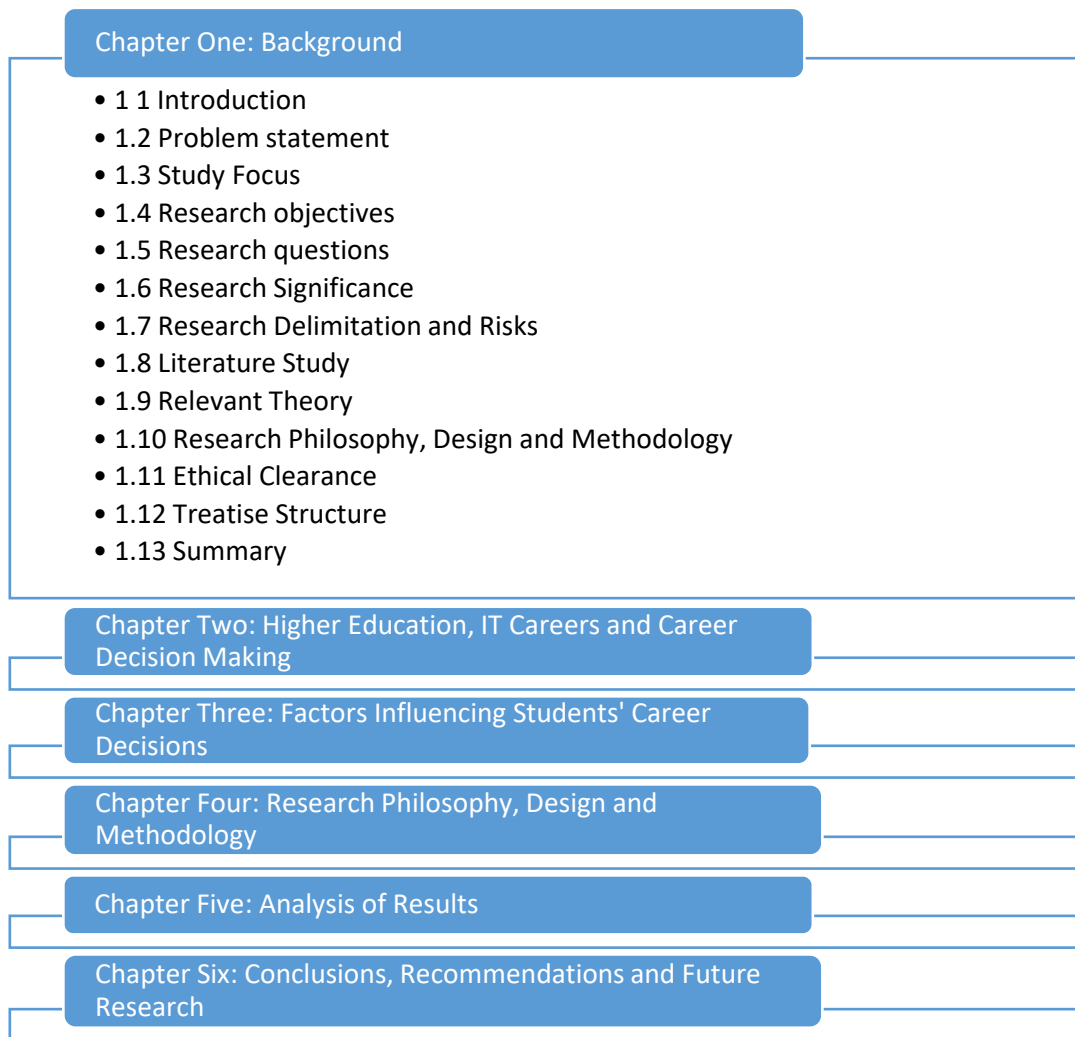 Chapter One: Background
• 1 1 Introduction
• 1.2 Problem statement
• 1.3 Study Focus
• 1.4 Research objectives
• 1.5 Research questions
• 1.6 Research Significance
• 1.7 Research Delimitation and Risks
• 1.8 Literature Study
• 1.9 Relevant Theory
• 1.10 Research Philosophy, Design and Methodology
• 1.11 Ethical Clearance
• 1.12 Treatise Structure
• 1.13 Summary
Chapter Two: Higher Education, IT Careers and Career
Decision Making
Chapter Three: Factors Influencing Students' Career
Decisions
Chapter Four: Research Philosophy, Design and
Methodology
Chapter Five: Analysis of Results
Chapter Six: Conclusions, Recommendations and Future
Research